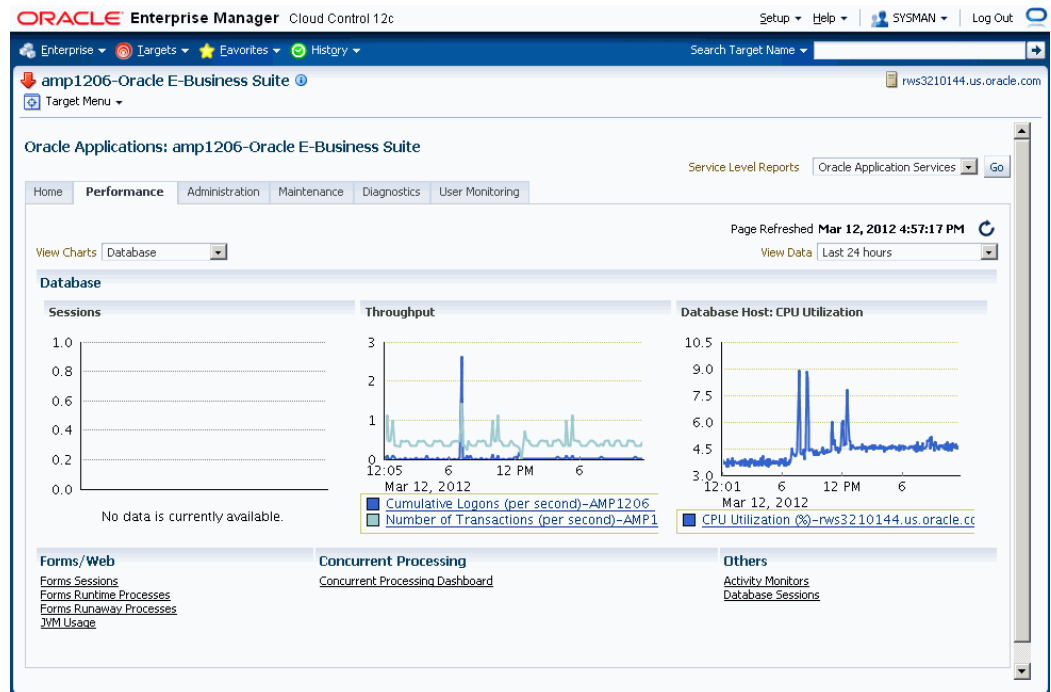 ORACLE Enterprise Manager Cloud Control 12c
Setup Help SYSMAN Log Out
Enterprise Targets Favorites History Search Target Name
amp1206-Oracle E-Business Suite
rws3210144.us.oracle.com
Target Menu
Oracle Applications: amp1206-Oracle E-Business Suite
Service Level Reports Oracle Application Services Go
Home Performance Administration Maintenance Diagnostics User Monitoring
Page Refreshed Mar 12, 2012 4:57:17 PM
View Charts Database
View Data Last 24 hours
Database
Sessions
1.0
0.8
0.6
0.4
0.2
0.0
No data is currently available.
Throughput
3
2
1
0
12:05 6 12 PM 6
Mar 12, 2012
Cumulative Logons (per second)-AMP1206
Number of Transactions (per second)-AMP1
Database Host: CPU Utilization
10.5
9.0
7.5
6.0
4.5
3.0
12:01 6 12 PM 6
Mar 12, 2012
CPU Utilization (%)-rws3210144.us.oracle.cc
Forms/Web
Forms Sessions
Forms Runtime Processes
Forms Runaway Processes
JVM Usage
Concurrent Processing
Concurrent Processing Dashboard
Others
Activity Monitors
Database Sessions